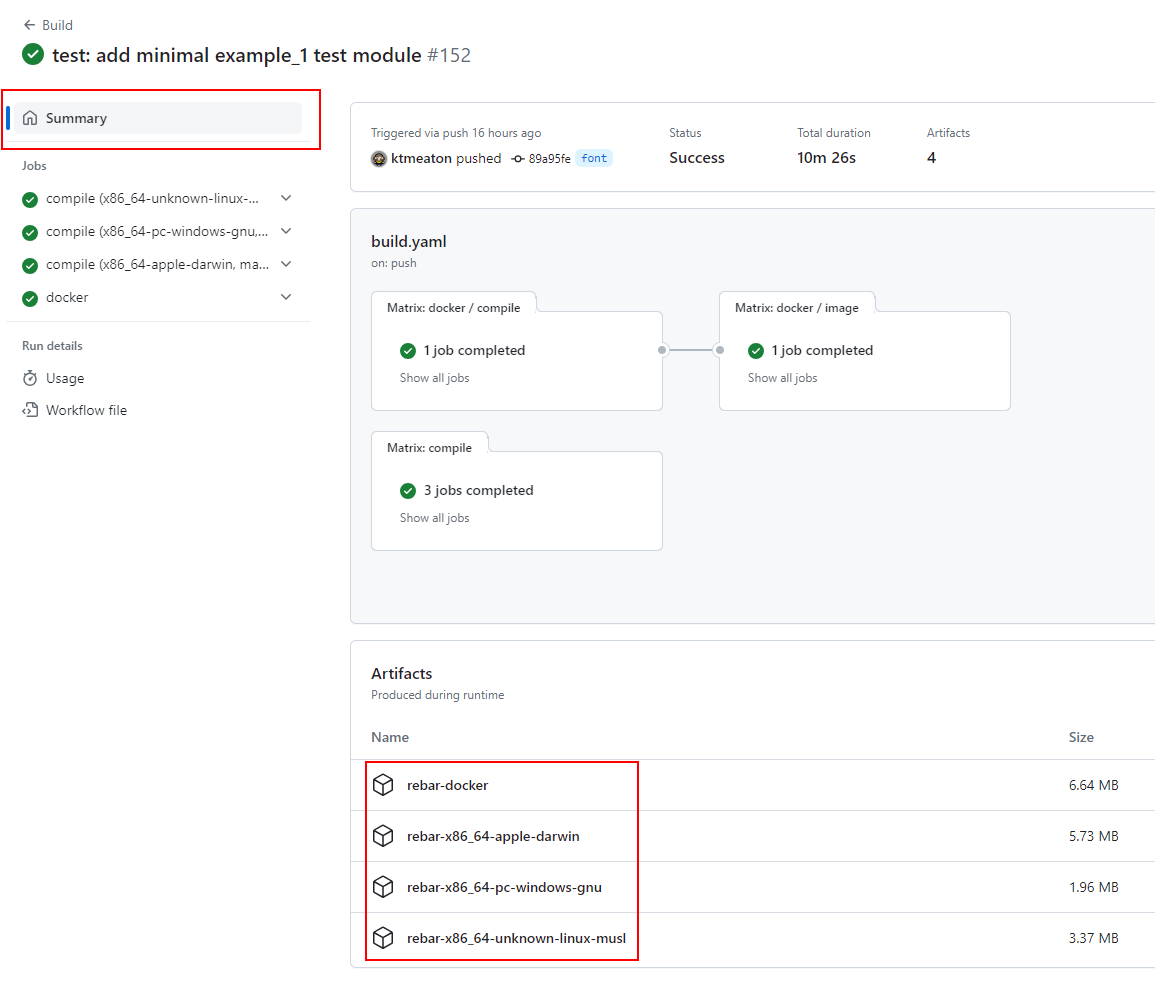 Build
test: add minimal example_1 test module #152
Summary
Jobs
compile (x86_64-unknown-linux-...
compile (x86_64-pc-windows-gnu,...
compile (x86_64-apple-darwin, ma...
docker
Run details
Usage
Workflow file
Triggered via push 16 hours ago
ktmeaton pushed 89a95fe font
Status
Success
Total duration
10m 26s
Artifacts
4
build.yaml
on: push
Matrix: docker / compile
1 job completed
Show all jobs
Matrix: docker / image
1 job completed
Show all jobs
Matrix: compile
3 jobs completed
Show all jobs
Artifacts
Produced during runtime
Name Size
rebar-docker 6.64 MB
rebar-x86_64-apple-darwin 5.73 MB
rebar-x86_64-pc-windows-gnu 1.96 MB
rebar-x86_64-unknown-linux-musl 3.37 MB